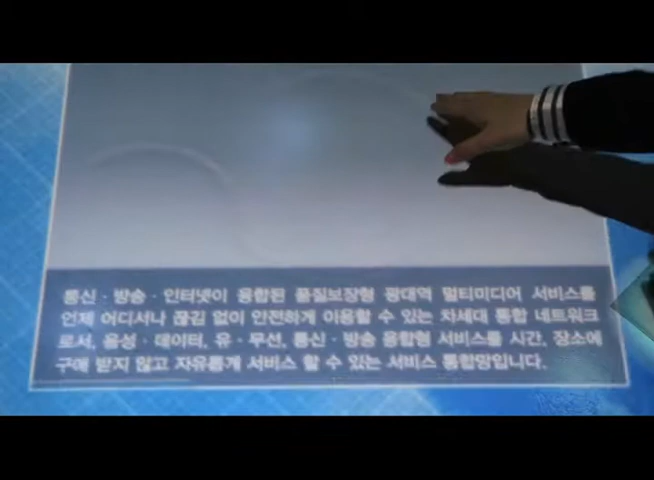 통신 · 방송 · 인터넷이 융합된 품질보장형 광대역 멀티미디어 서비스를
언제 어디서나 끊김 없이 안전하게 이용할 수 있는 차세대 통합 네트워크
로서, 음성 · 데이터, 유 · 무선, 통신 · 방송 융합형 서비스를 시간, 장소에
구애 받지 않고 자유롭게 서비스 할 수 있는 서비스 통합망입니다.